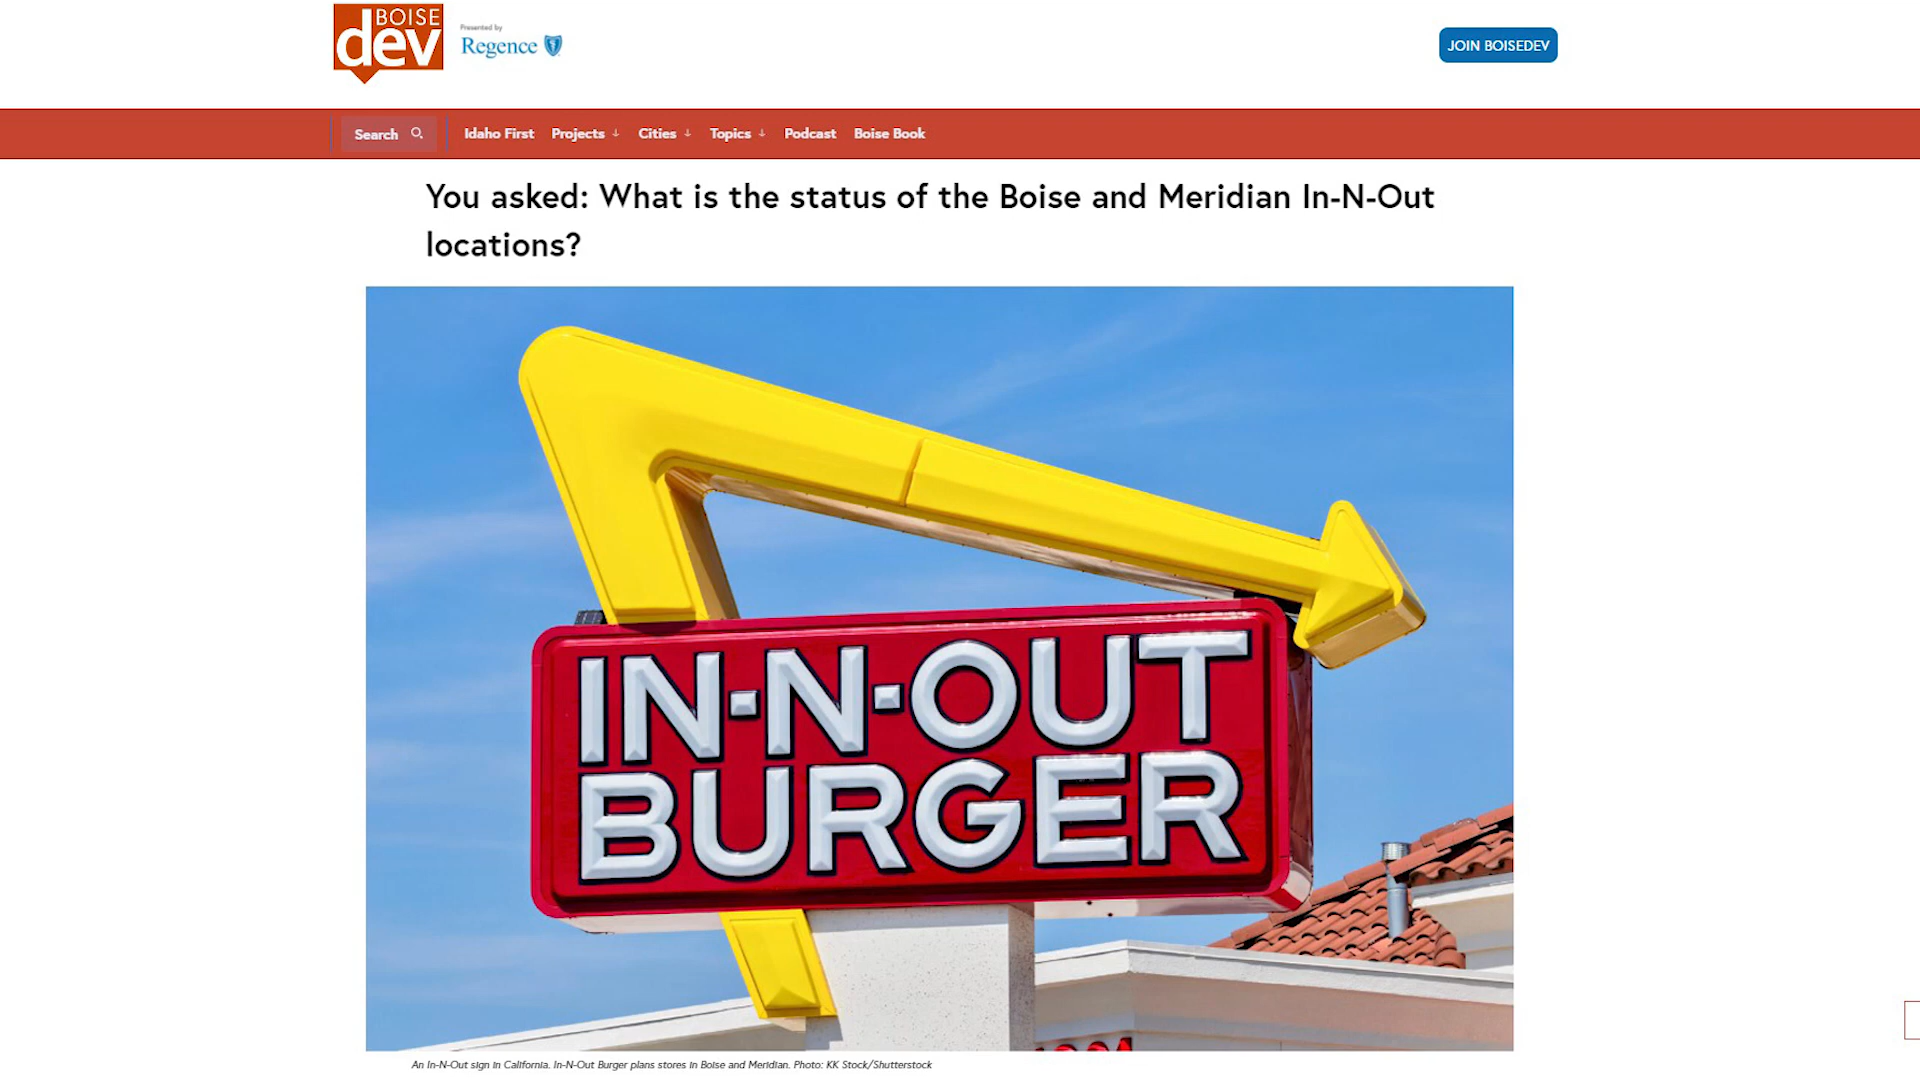 BOISE
dev
Presented by
Regence
JOIN BOISEDEV
Search
Idaho First Projects ↓ Cities ↓ Topics ↓ Podcast Boise Book
You asked: What is the status of the Boise and Meridian In-N-Out
locations?
IN-N-OUT
BURGER
An In-N-Out sign in California. In-N-Out Burger plans stores in Boise and Meridian. Photo: KK Stock/Shutterstock